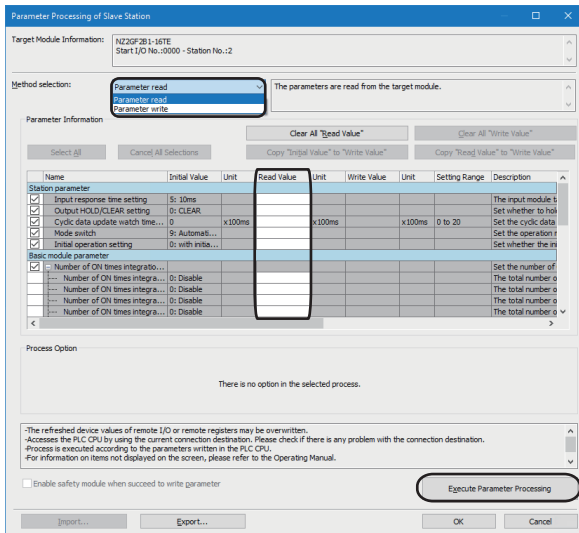 Parameter Processing of Slave Station
Target Module Information: NZ2GF2B1-16TE
Start I/O No.:0000 - Station No.:2
Method selection: Parameter read The parameters are read from the target module.
Parameter read
Parameter write
Parameter Information
Clear All "Read Value" Clear All "Write Value"
Select All Cancel All Selections Copy "Initial Value" to "Write Value" Copy "Read Value" to "Write Value"
Name Initial Value Unit Read Value Unit Write Value Unit Setting Range Description
Station parameter
Input response time setting 5: 10ms The input module ta
Output HOLD/CLEAR setting 0: CLEAR Set whether to hold
Cyclic data update watch time... 0 x100ms x100ms x100ms 0 to 20 Set the cyclic data
Mode switch 9: Automati... Set the operation m
Initial operation setting 0: with initia... Set whether the ini
Basic module parameter
Number of ON times integratio... Set the number of
Number of ON times integra... 0: Disable The total number o
Number of ON times integra... 0: Disable The total number o
Number of ON times integra... 0: Disable The total number o
Number of ON times integra... 0: Disable The total number o
Process Option
There is no option in the selected process.
-The refreshed device values of remote I/O or remote registers may be overwritten.
-Accesses the PLC CPU by using the current connection destination. Please check if there is any problem with the connection destination.
-Process is executed according to the parameters written in the PLC CPU.
-For information on items not displayed on the screen, please refer to the Operating Manual.
Enable safety module when succeed to write parameter
Execute Parameter Processing
Import... Export... OK Cancel